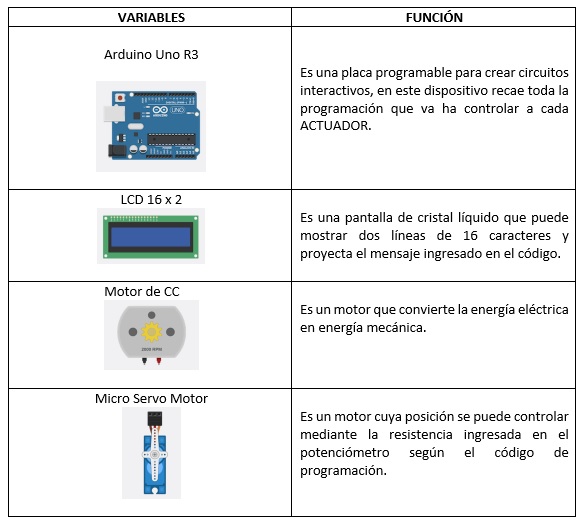 VARIABLES
FUNCIÓN
Arduino Uno R3
UNO
Es una placa programable para crear circuitos
interactivos, en este dispositivo recae toda la
programación que va ha controlar a cada
ACTUADOR.
LCD 16 x 2
Es una pantalla de cristal líquido que puede
mostrar dos líneas de 16 caracteres y
proyecta el mensaje ingresado en el código.
Motor de CC
Es un motor que convierte la energía eléctrica
en energía mecánica.
Micro Servo Motor
Es un motor cuya posición se puede controlar
mediante la resistencia ingresada en el
potenciómetro según el código de
programación.